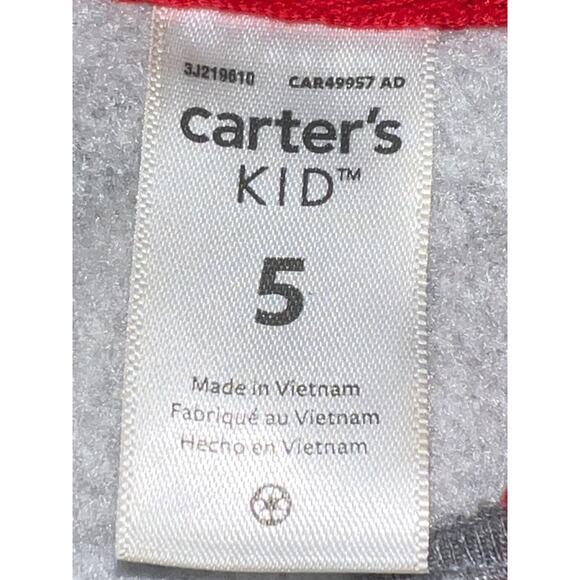 3J219610 CAR49957 AD
carter's
KID™
5
Made in Vietnam
Fabriqué au Vietnam
Hecho en Vietnam